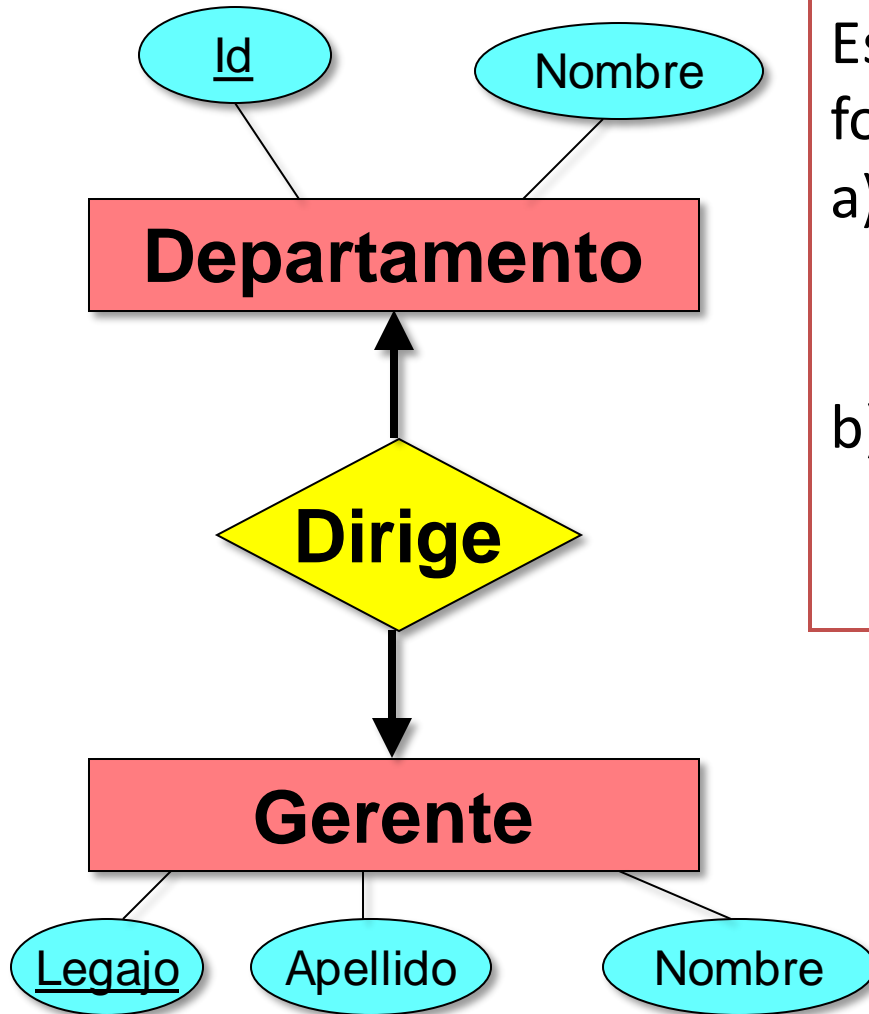 Id
Nombre
Departamento
Dirige
Gerente
Legajo
Apellido
Nombre
a)
b)